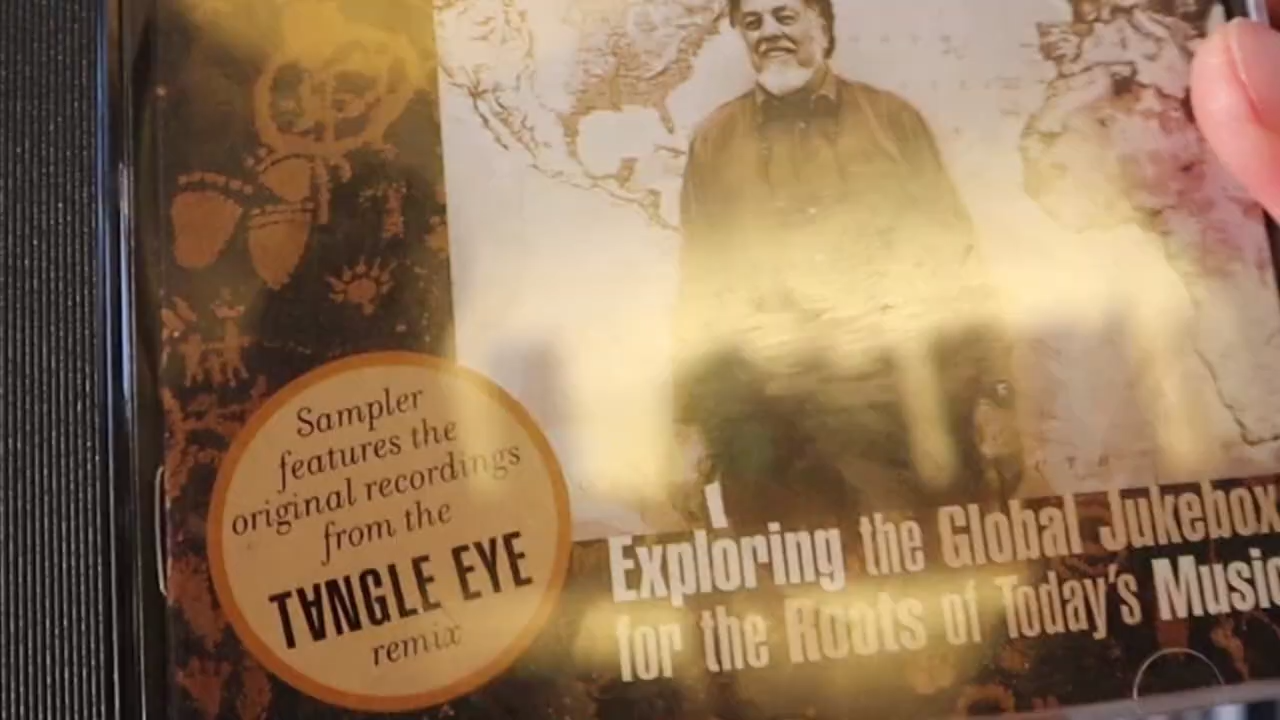 Sampler
features the
original recordings
from the
TANGLE EYE
remix
Exploring the Global Jukebox
for the Roots of Today's Music